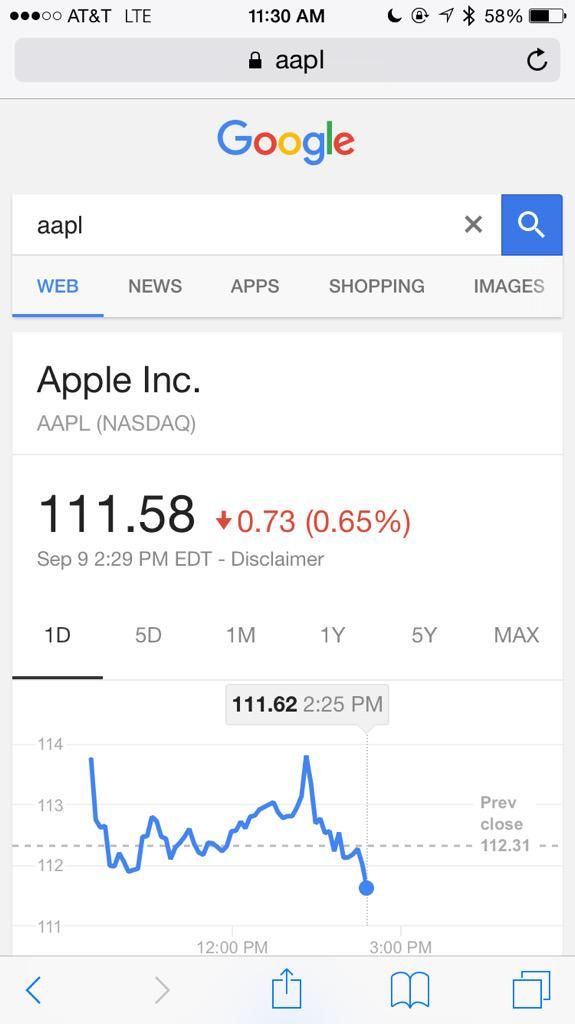 AT&T LTE 11:30 AM 58%
aapl
Google
aapl
WEB NEWS APPS SHOPPING IMAGES
Apple Inc.
AAPL (NASDAQ)
111.58 0.73 (0.65%)
Sep 9 2:29 PM EDT - Disclaimer
1D 5D 1M 1Y 5Y MAX
111.62 2:25 PM
114
113
Prev
close
112.31
112
111
12:00 PM 3:00 PM